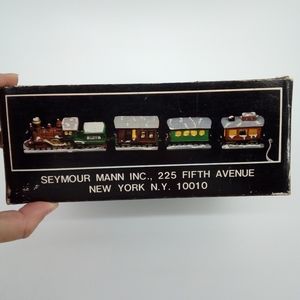 SEYMOUR MANN INC., 225 FIFTH AVENUE
NEW YORK N.Y. 10010